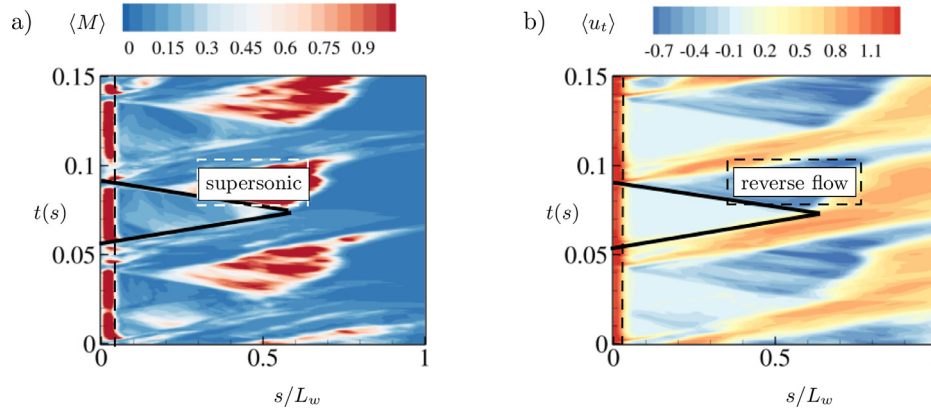 a) ⟨M⟩
0 0.15 0.3 0.45 0.6 0.75 0.9
0.15
0.1
t(s)
0.05
0
supersonic
0 0.5 1
s/L_w
b) ⟨u_t⟩
-0.7 -0.4 -0.1 0.2 0.5 0.8 1.1
0.15
0.1
t(s)
0.05
0
reverse flow
0 0.5
s/L_w